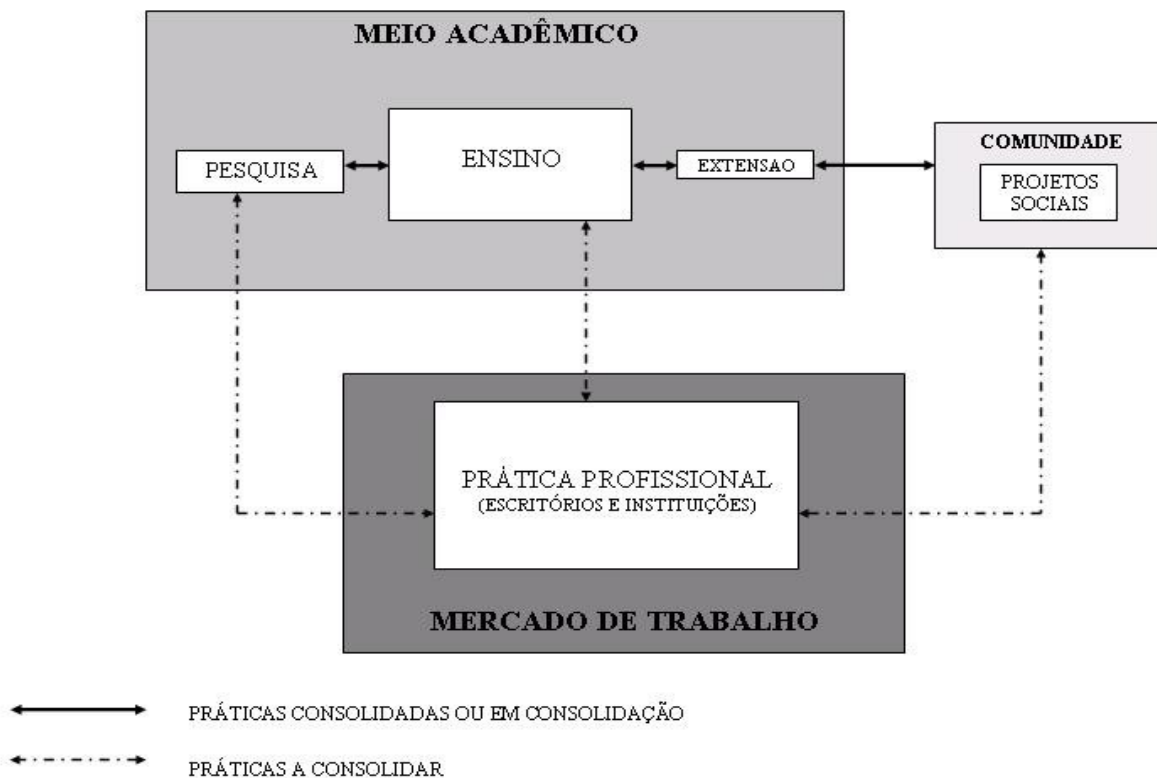 MEIO ACADÊMICO
PESQUISA
ENSINO
EXTENSAO
COMUNIDADE
PROJETOS
SOCIAIS
PRÁTICA PROFISSIONAL
(ESCRITÓRIOS E INSTITUIÇÕES)
MERCADO DE TRABALHO
PRÁTICAS CONSOLIDADAS OU EM CONSOLIDAÇÃO
PRÁTICAS A CONSOLIDAR